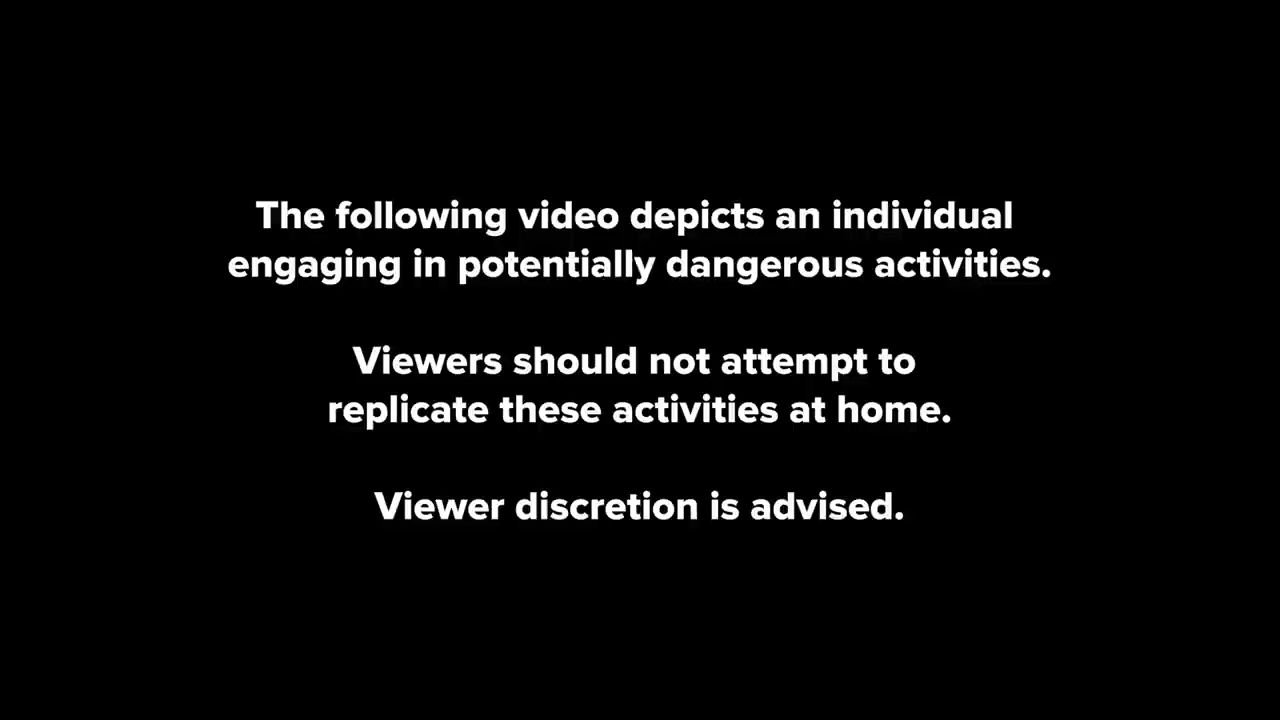 The following video depicts an individual
engaging in potentially dangerous activities.
Viewers should not attempt to
replicate these activities at home.
Viewer discretion is advised.